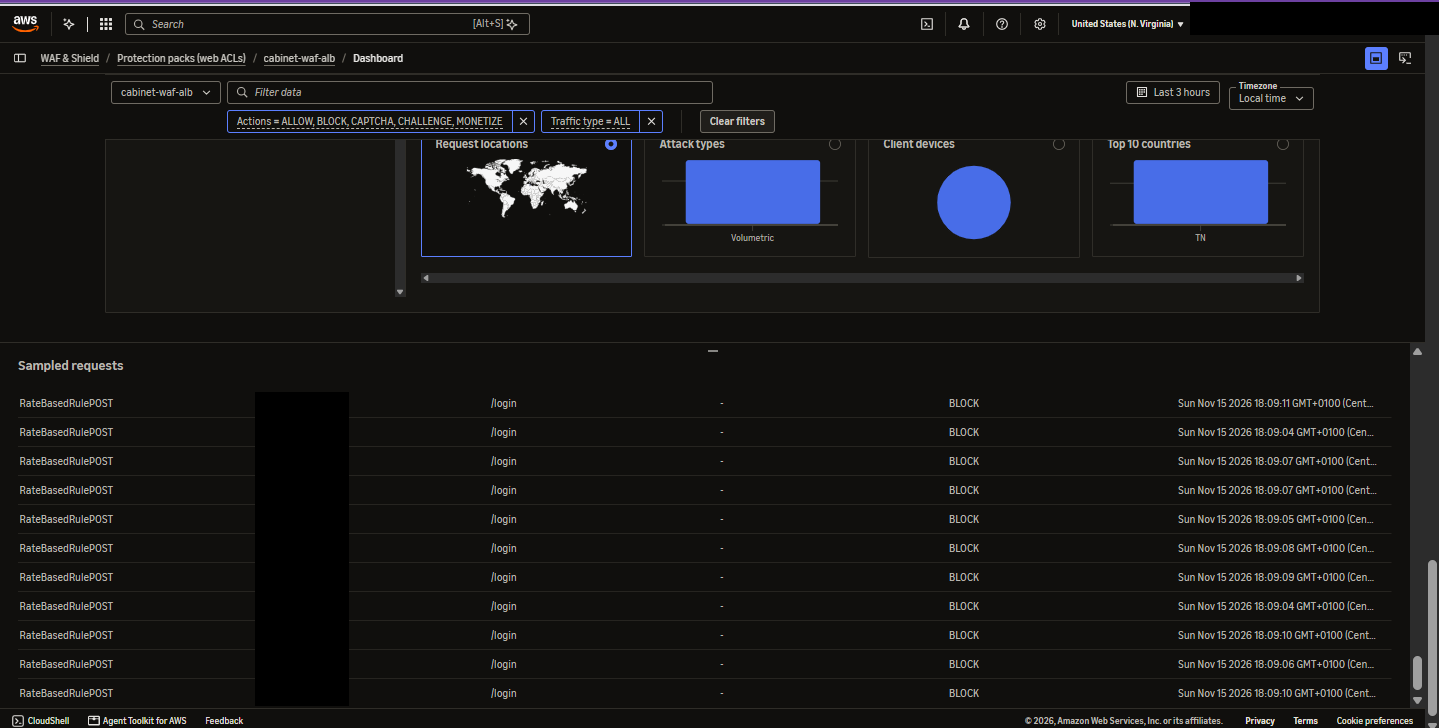 aws Search [Alt+S] United States (N. Virginia)
WAF & Shield / Protection packs (web ACLs) / cabinet-waf-alb / Dashboard
cabinet-waf-alb Filter data Last 3 hours Timezone Local time
Actions = ALLOW, BLOCK, CAPTCHA, CHALLENGE, MONETIZE Traffic type = ALL Clear filters
Request locations Attack types Client devices Top 10 countries
Volumetric TN
Sampled requests
RateBasedRulePOST /login - BLOCK Sun Nov 15 2026 18:09:11 GMT+0100 (Cent...
RateBasedRulePOST /login - BLOCK Sun Nov 15 2026 18:09:04 GMT+0100 (Cen...
RateBasedRulePOST /login - BLOCK Sun Nov 15 2026 18:09:07 GMT+0100 (Cent...
RateBasedRulePOST /login - BLOCK Sun Nov 15 2026 18:09:07 GMT+0100 (Cent...
RateBasedRulePOST /login - BLOCK Sun Nov 15 2026 18:09:05 GMT+0100 (Cen...
RateBasedRulePOST /login - BLOCK Sun Nov 15 2026 18:09:08 GMT+0100 (Cen...
RateBasedRulePOST /login - BLOCK Sun Nov 15 2026 18:09:09 GMT+0100 (Cen...
RateBasedRulePOST /login - BLOCK Sun Nov 15 2026 18:09:04 GMT+0100 (Cen...
RateBasedRulePOST /login - BLOCK Sun Nov 15 2026 18:09:10 GMT+0100 (Cent...
RateBasedRulePOST /login - BLOCK Sun Nov 15 2026 18:09:06 GMT+0100 (Cen...
RateBasedRulePOST /login - BLOCK Sun Nov 15 2026 18:09:10 GMT+0100 (Cent...
CloudShell Agent Toolkit for AWS Feedback © 2026, Amazon Web Services, Inc. or its affiliates. Privacy Terms Cookie preferences